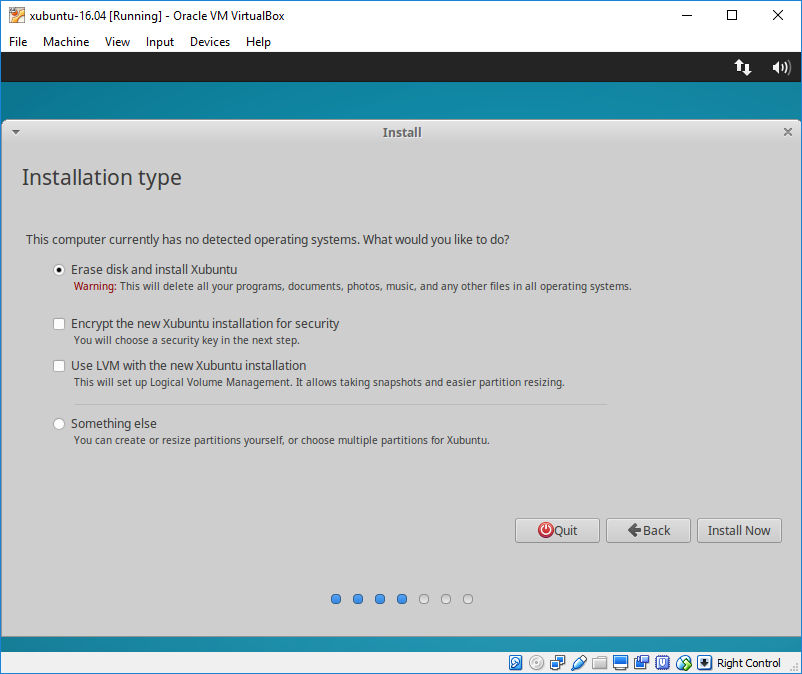 xubuntu-16.04 [Running] - Oracle VM VirtualBox
File Machine View Input Devices Help
Install
Installation type
This computer currently has no detected operating systems. What would you like to do?
Erase disk and install Xubuntu
Warning: This will delete all your programs, documents, photos, music, and any other files in all operating systems.
Encrypt the new Xubuntu installation for security
You will choose a security key in the next step.
Use LVM with the new Xubuntu installation
This will set up Logical Volume Management. It allows taking snapshots and easier partition resizing.
Something else
You can create or resize partitions yourself, or choose multiple partitions for Xubuntu.
Quit Back Install Now
Right Control